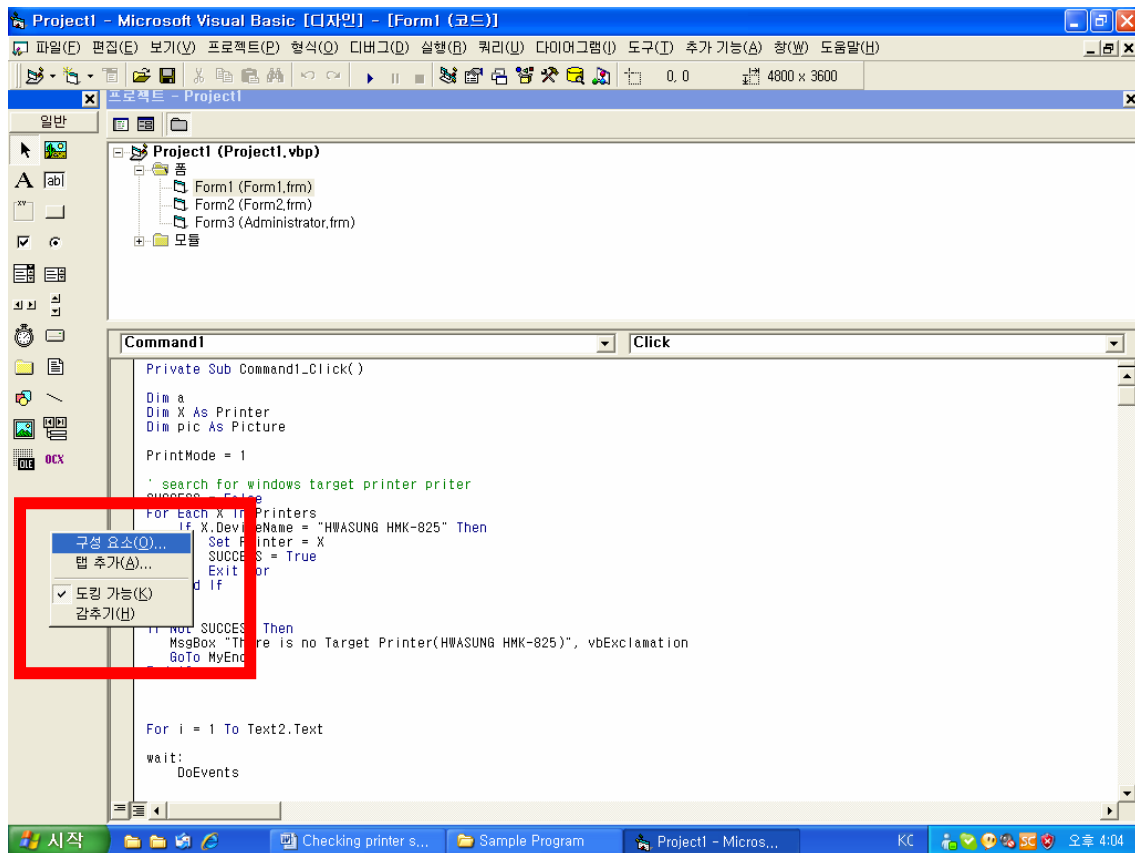 Project1 - Microsoft Visual Basic [디자인] - [Form1 (코드)]
파일(F) 편집(E) 보기(V) 프로젝트(P) 형식(O) 디버그(D) 실행(R) 쿼리(U) 다이어그램(I) 도구(T) 추가 기능(A) 창(W) 도움말(H)
0, 0 4800 x 3600
프로젝트 - Project1
일반
Project1 (Project1.vbp)
폼
Form1 (Form1.frm)
Form2 (Form2.frm)
Form3 (Administrator.frm)
모듈
A ab
XY
OLE OCX
Command1 Click
Private Sub Command1_Click()
Dim a
Dim X As Printer
Dim pic As Picture
PrintMode = 1
' search for windows target printer priter
SUCCESS = False
For Each X In Printers
If X.DeviceName = "HWASUNG HMK-825" Then
Set Printer = X
SUCCESS = True
Exit For
d If
구성 요소(O)...
탭 추가(A)...
도킹 가능(K)
감추기(H)
If Not SUCCESS Then
MsgBox "There is no Target Printer(HWASUNG HMK-825)", vbExclamation
GoTo MyEnd
For i = 1 To Text2.Text
wait:
DoEvents
시작 Checking printer s... Sample Program Project1 - Micros... KC SC 오후 4:04